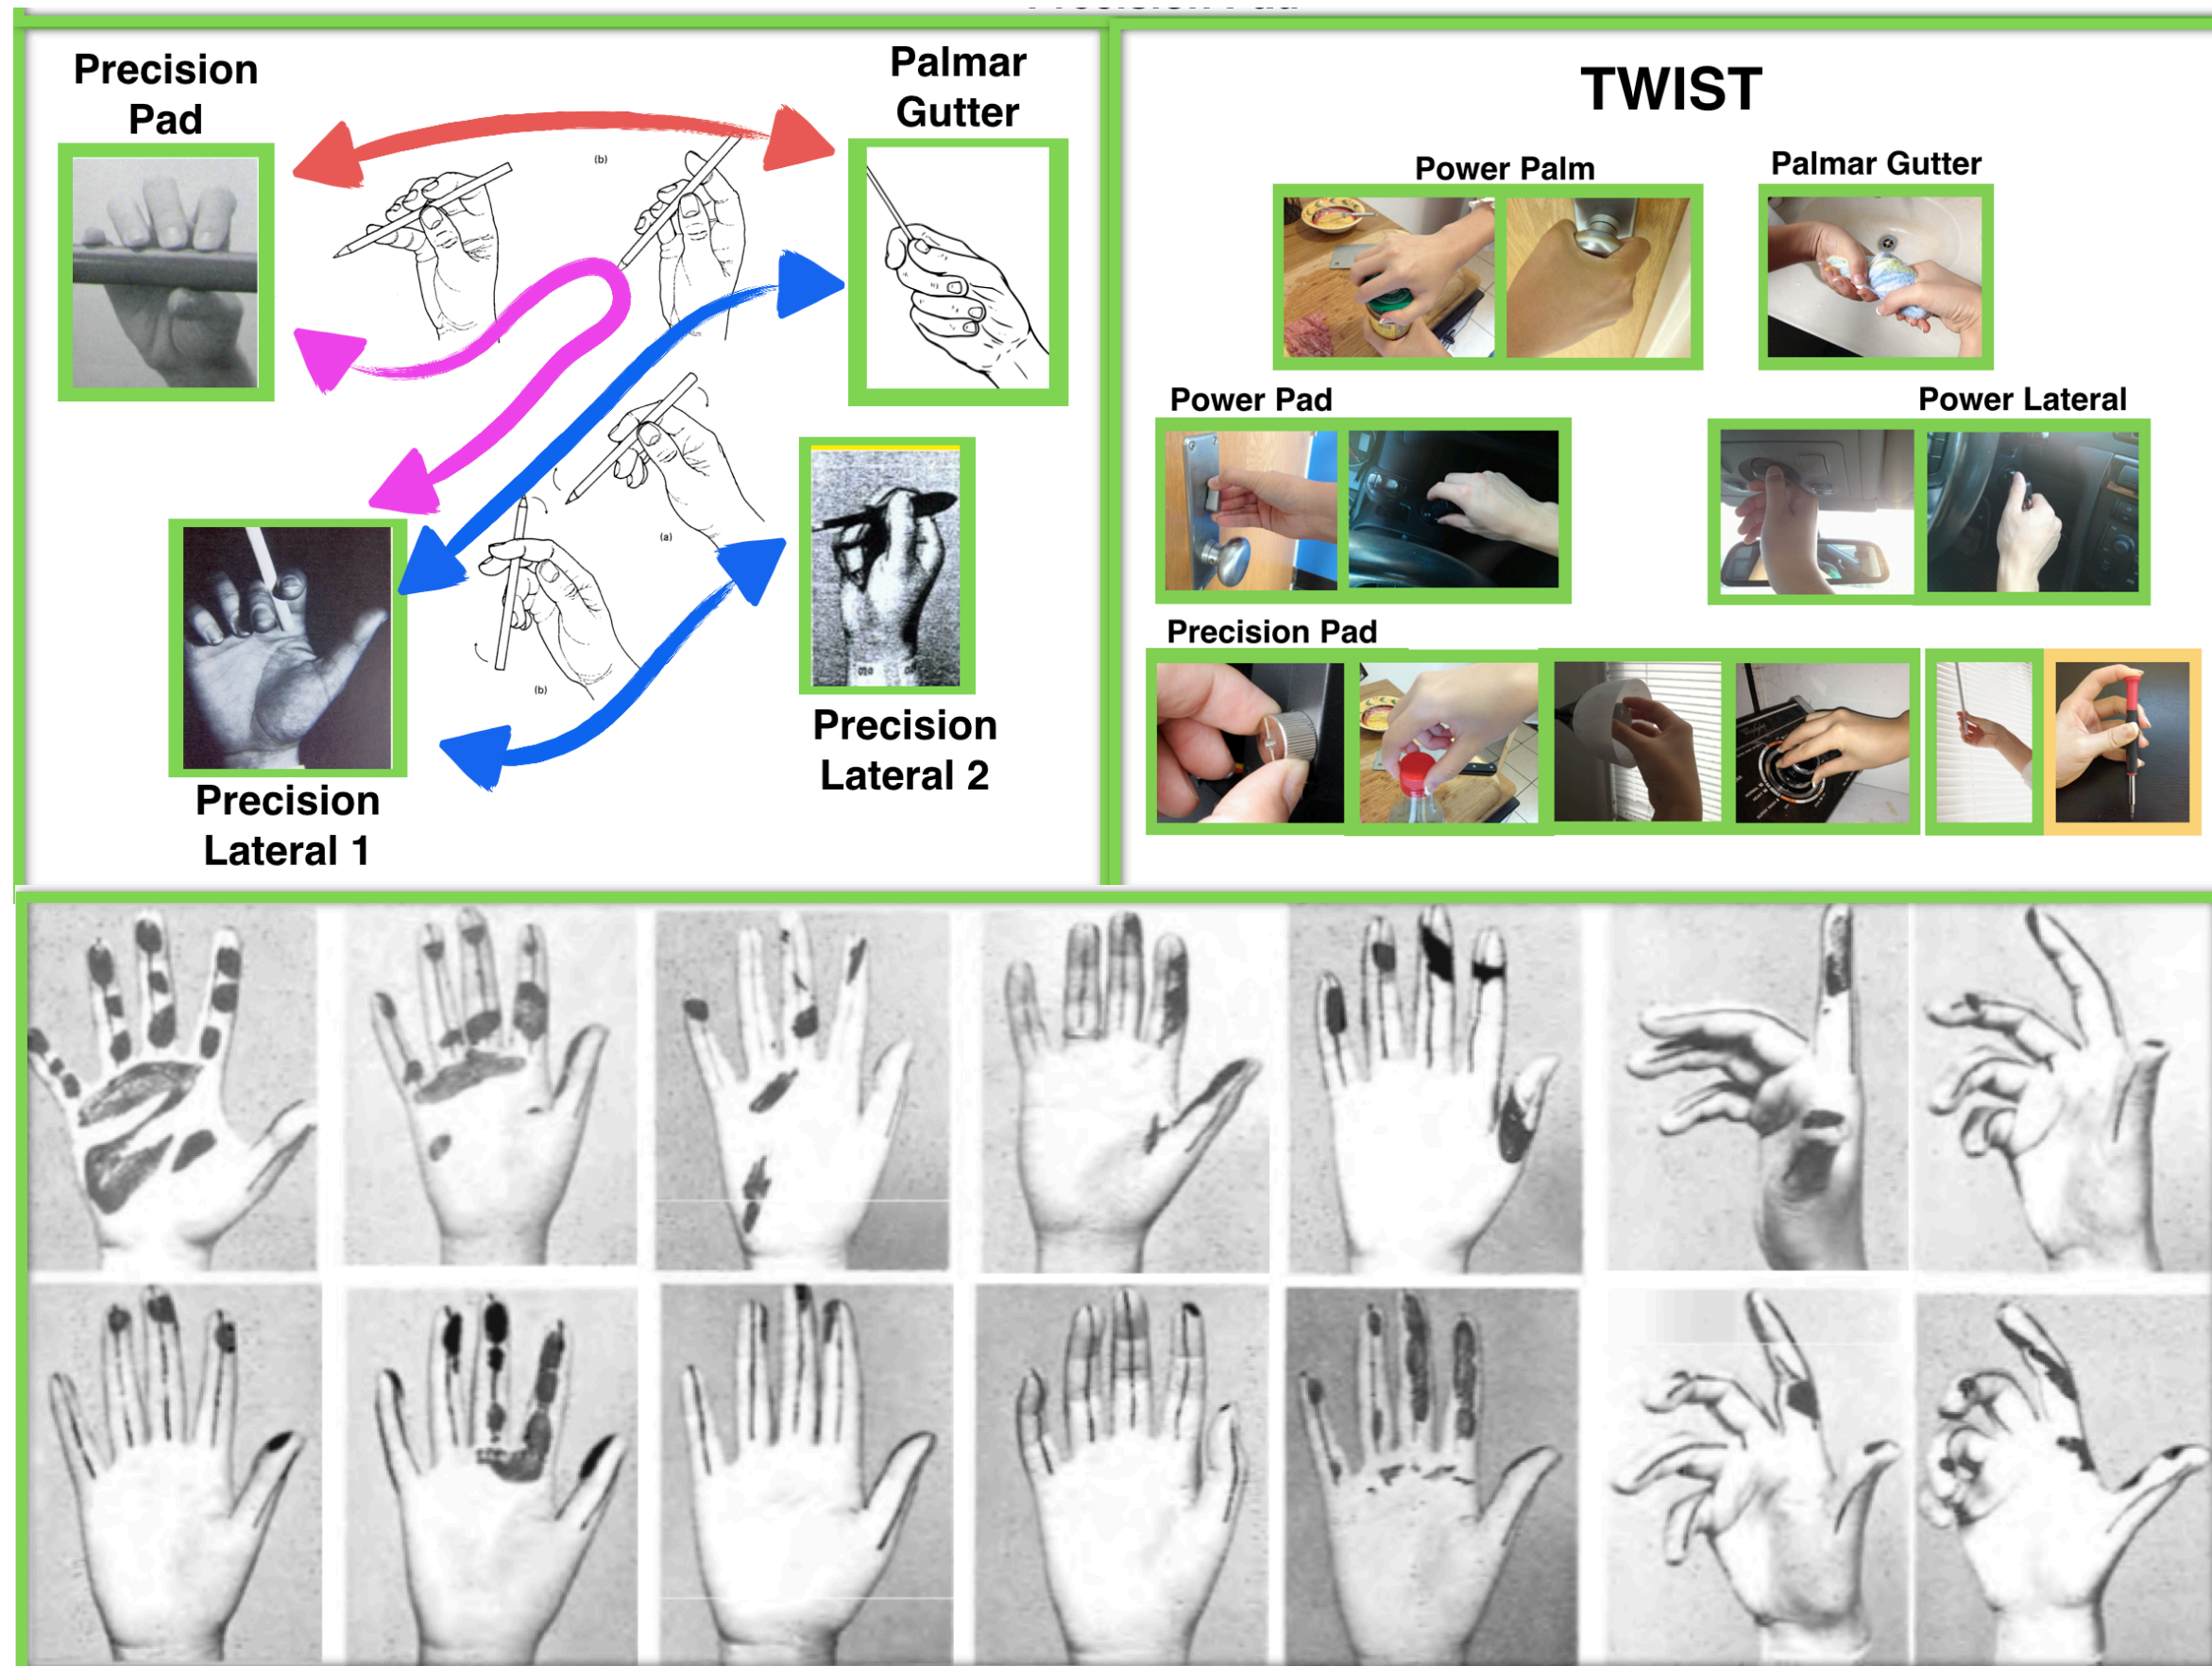 Precision
Pad
Palmar
Gutter
(b)
(a)
(b)
Precision
Lateral 2
Precision
Lateral 1
TWIST
Power Palm
Palmar Gutter
Power Pad
Power Lateral
Precision Pad